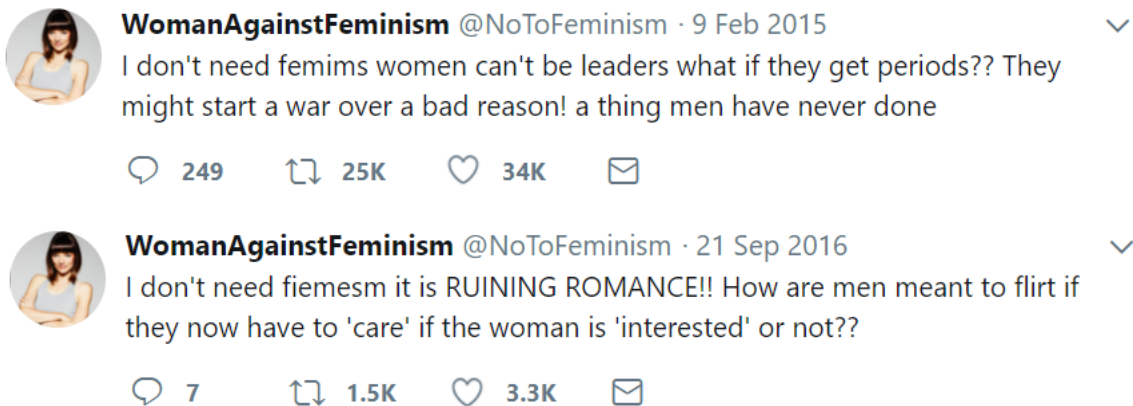 WomanAgainstFeminism @NoToFeminism · 9 Feb 2015
I don't need femims women can't be leaders what if they get periods?? They
might start a war over a bad reason! a thing men have never done
249 25K 34K
WomanAgainstFeminism @NoToFeminism · 21 Sep 2016
I don't need fiemesm it is RUINING ROMANCE!! How are men meant to flirt if
they now have to 'care' if the woman is 'interested' or not??
7 1.5K 3.3K